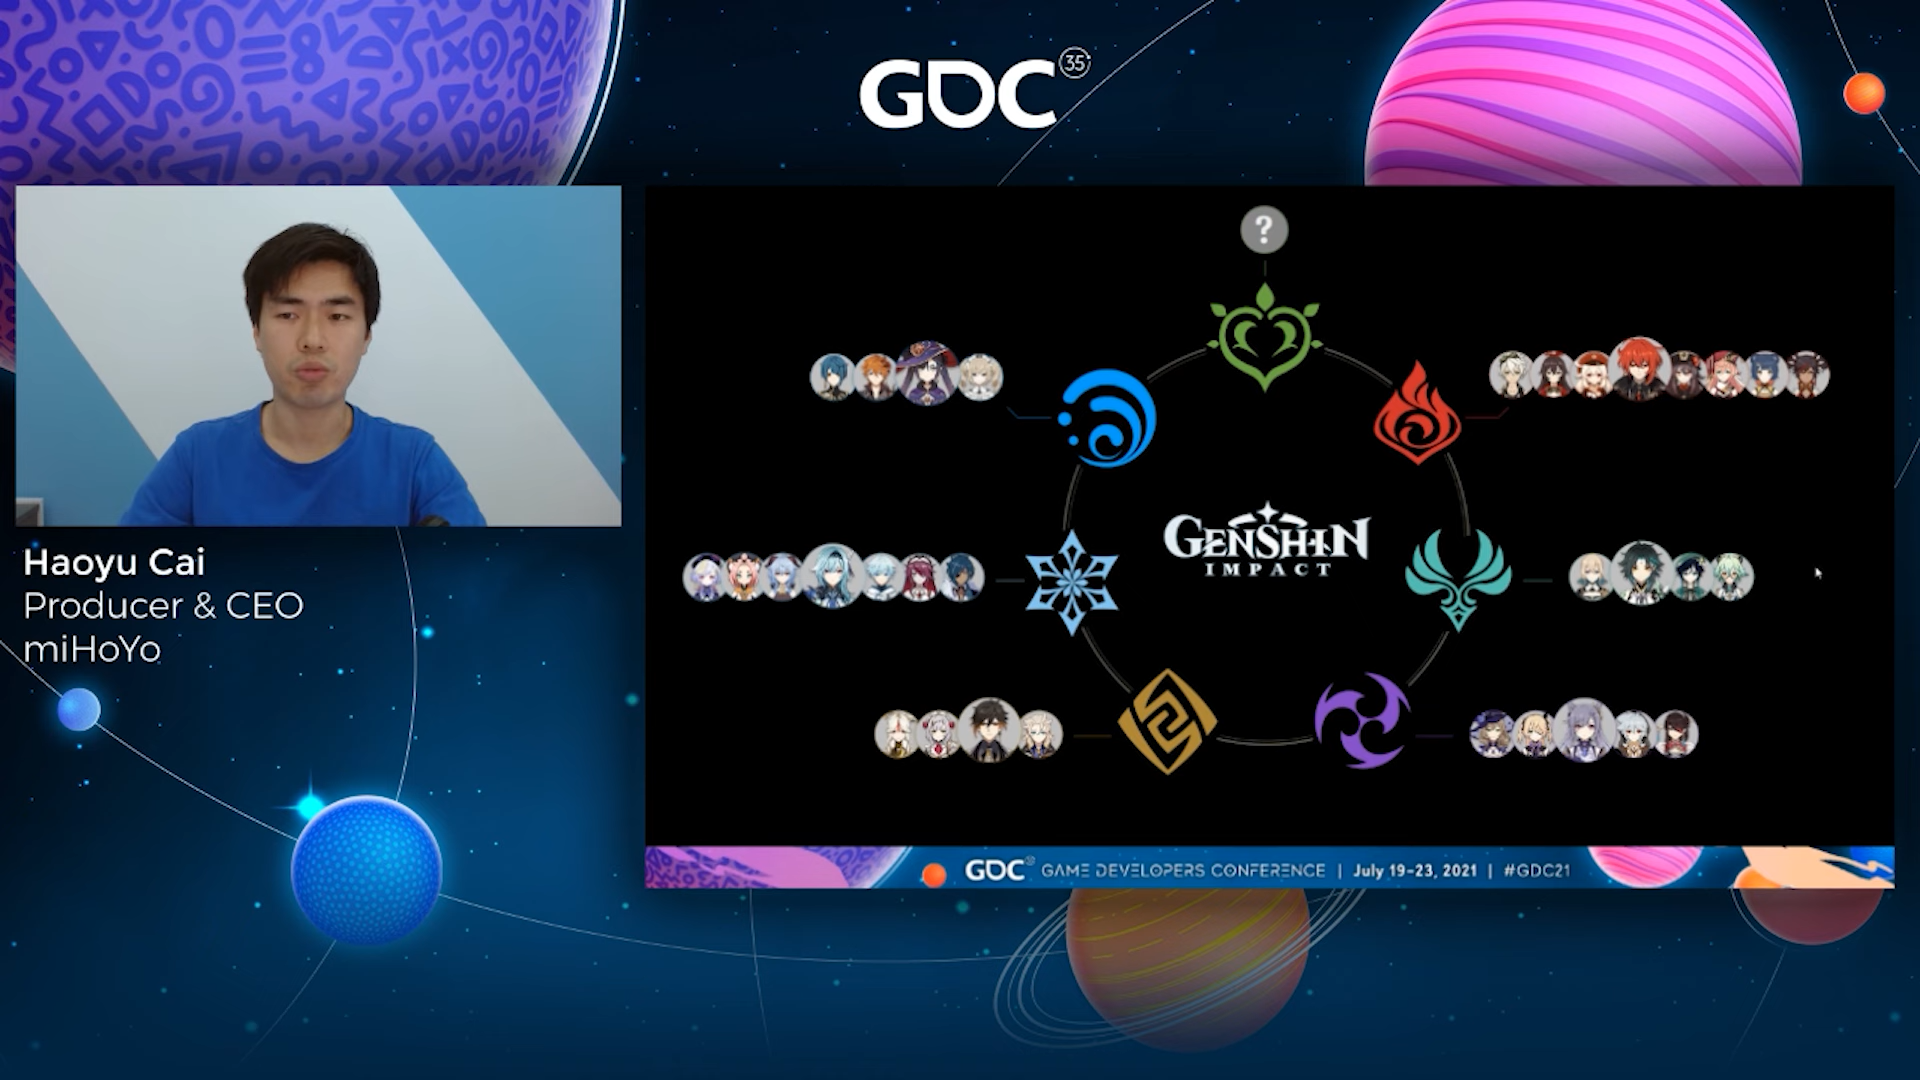 GDC 35
?
GENSHIN
IMPACT
Haoyu Cai
Producer & CEO
miHoYo
GDC GAME DEVELOPERS CONFERENCE | July 19-23, 2021 | #GDC21